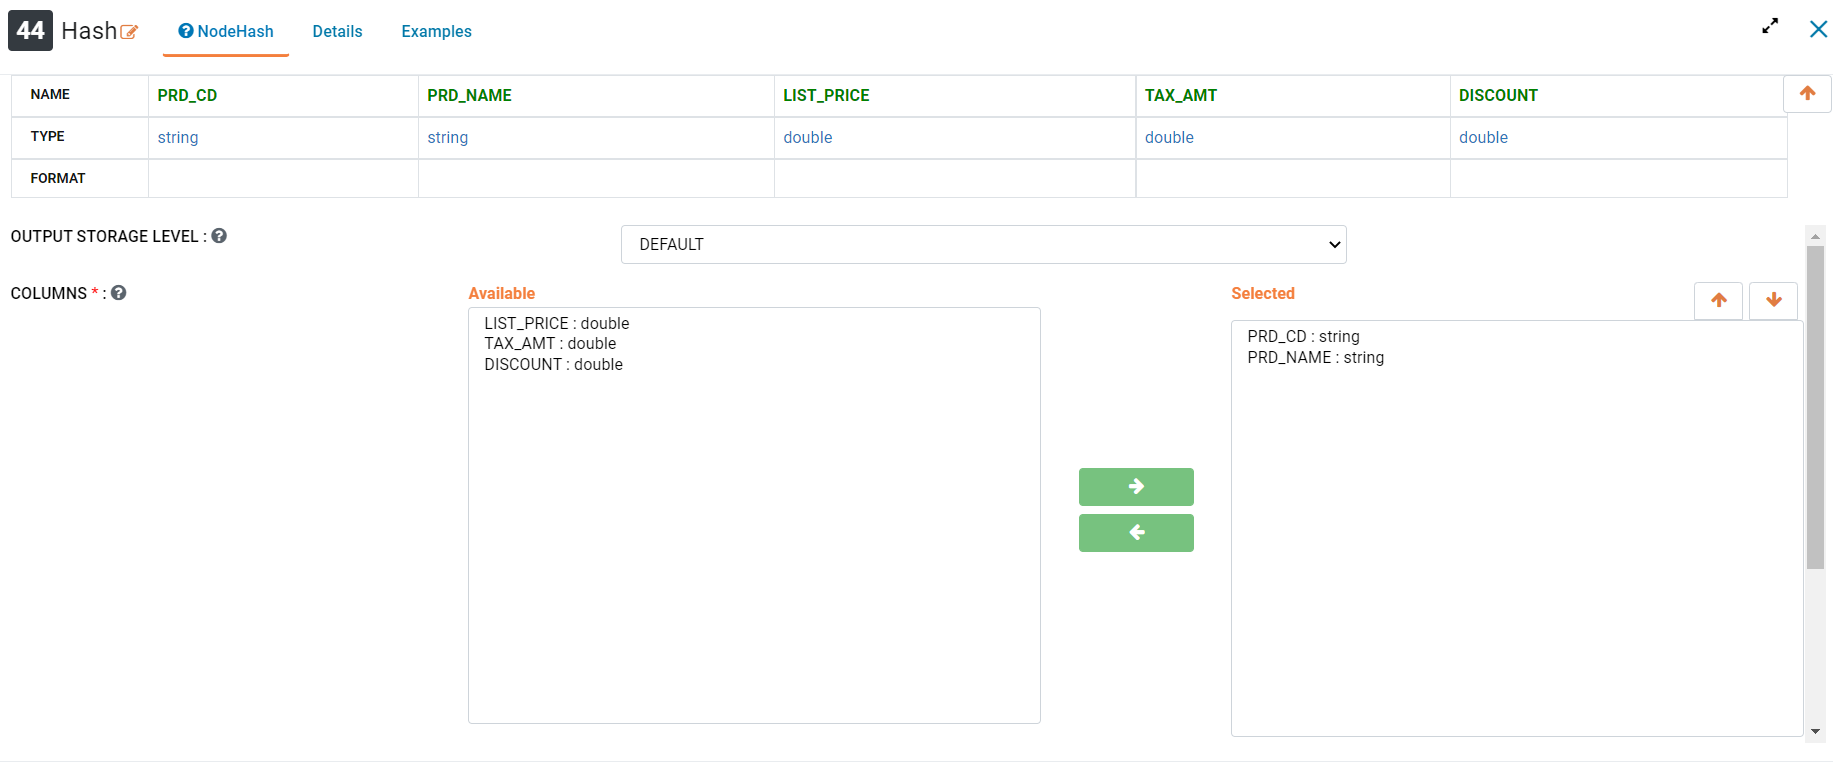 44 Hash NodeHash Details Examples
NAME PRD_CD PRD_NAME LIST_PRICE TAX_AMT DISCOUNT
TYPE string string double double double
FORMAT
OUTPUT STORAGE LEVEL :
DEFAULT
COLUMNS * :
Available
LIST_PRICE : double
TAX_AMT : double
DISCOUNT : double
Selected
PRD_CD : string
PRD_NAME : string